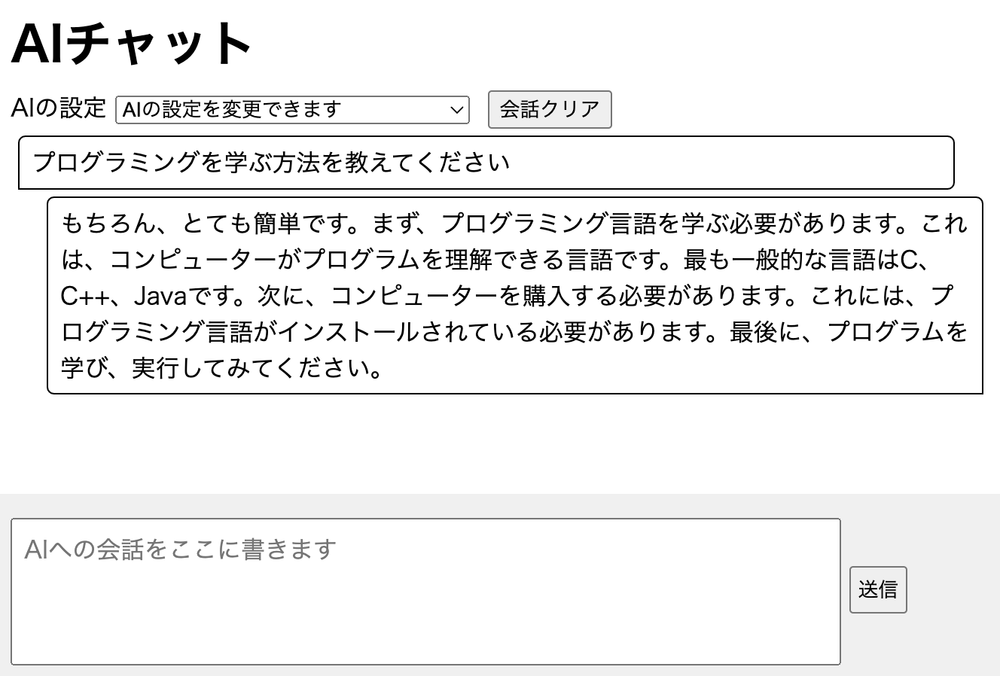 AIチャット
AIの設定 AIの設定を変更できます 会話クリア
プログラミングを学ぶ方法を教えてください
もちろん、とても簡単です。まず、プログラミング言語を学ぶ必要があります。これ
は、コンピューターがプログラムを理解できる言語です。最も一般的な言語はC、
C++、Javaです。次に、コンピューターを購入する必要があります。これには、プ
ログラミング言語がインストールされている必要があります。最後に、プログラムを
学び、実行してみてください。
AIへの会話をここに書きます
送信